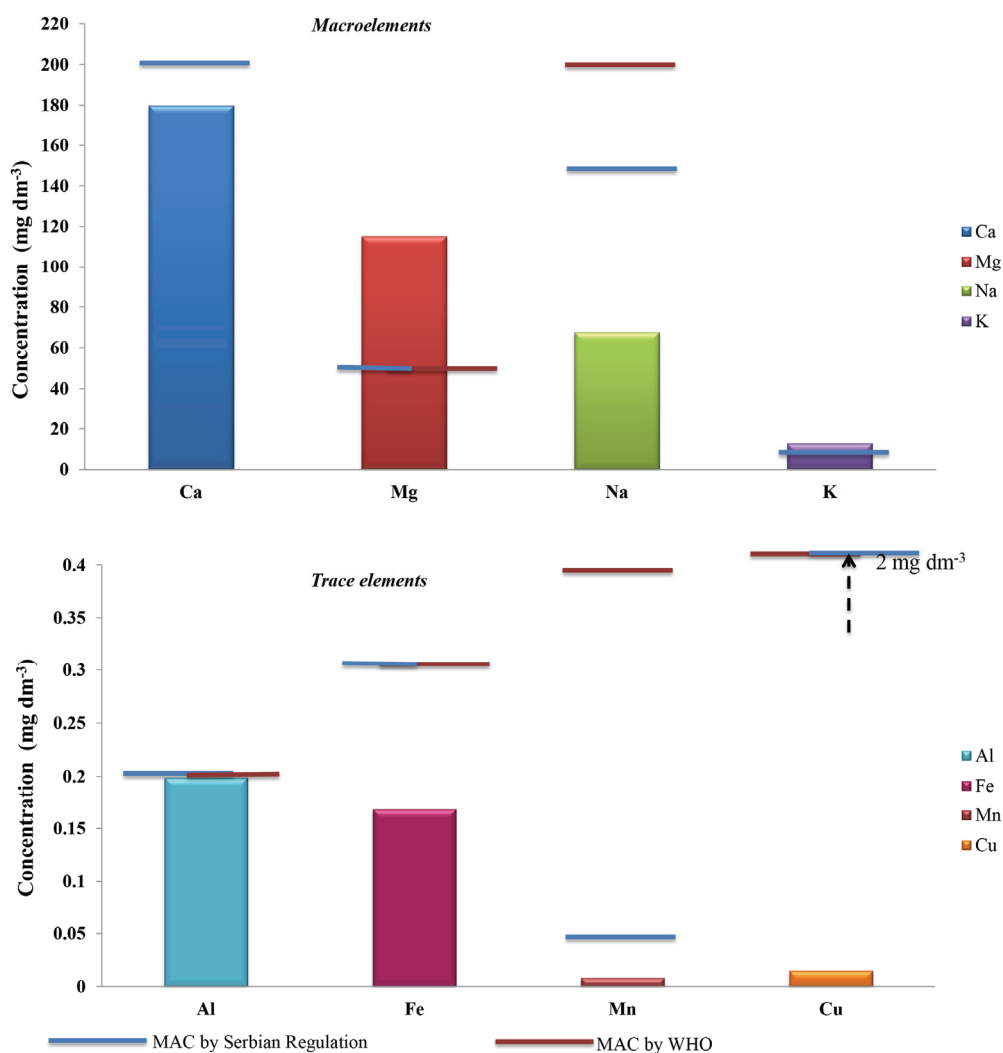 Macroelements
Concentration (mg dm-3)
220
200
180
160
140
120
100
80
60
40
20
0
Ca
Mg
Na
K
Ca
Mg
Na
K
Trace elements
Concentration (mg dm-3)
2 mg dm-3
0.4
0.35
0.3
0.25
0.2
0.15
0.1
0.05
0
Al
Fe
Mn
Cu
Al
Fe
Mn
Cu
MAC by Serbian Regulation
MAC by WHO